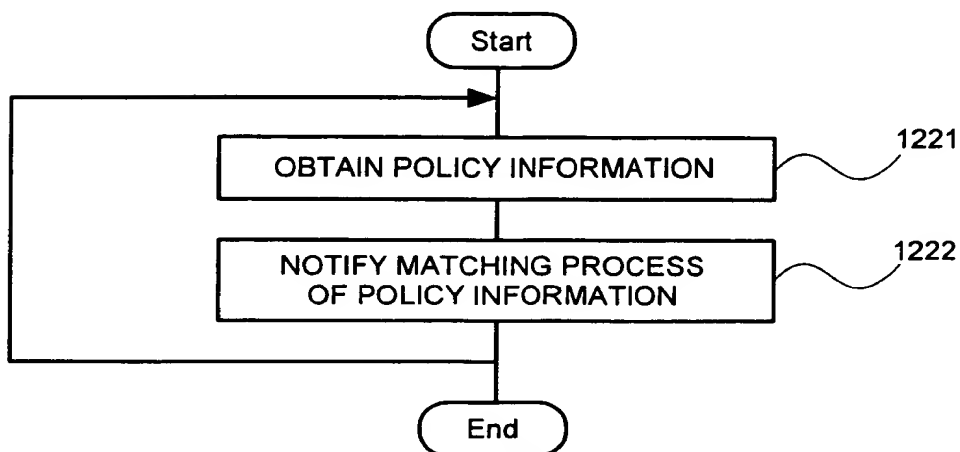 Start
OBTAIN POLICY INFORMATION
1221
NOTIFY MATCHING PROCESS
OF POLICY INFORMATION
1222
End